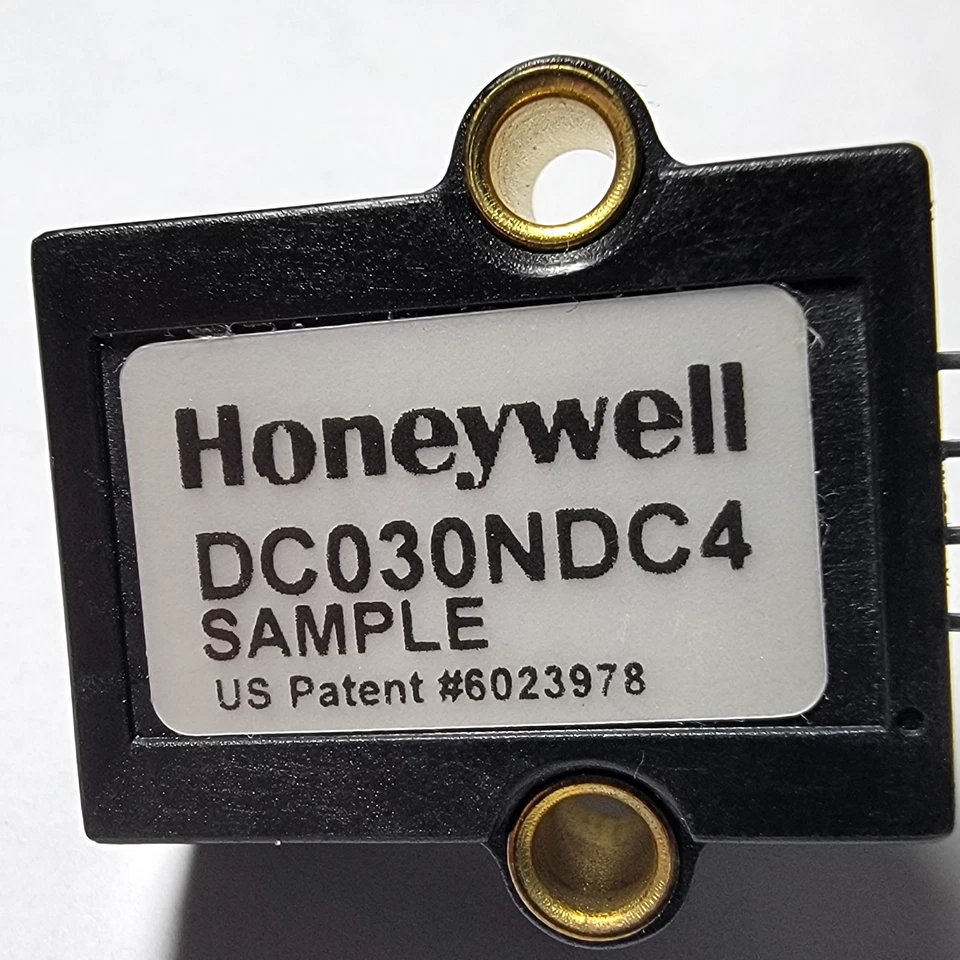 Honeywell
DC030NDC4
SAMPLE
US Patent #6023978